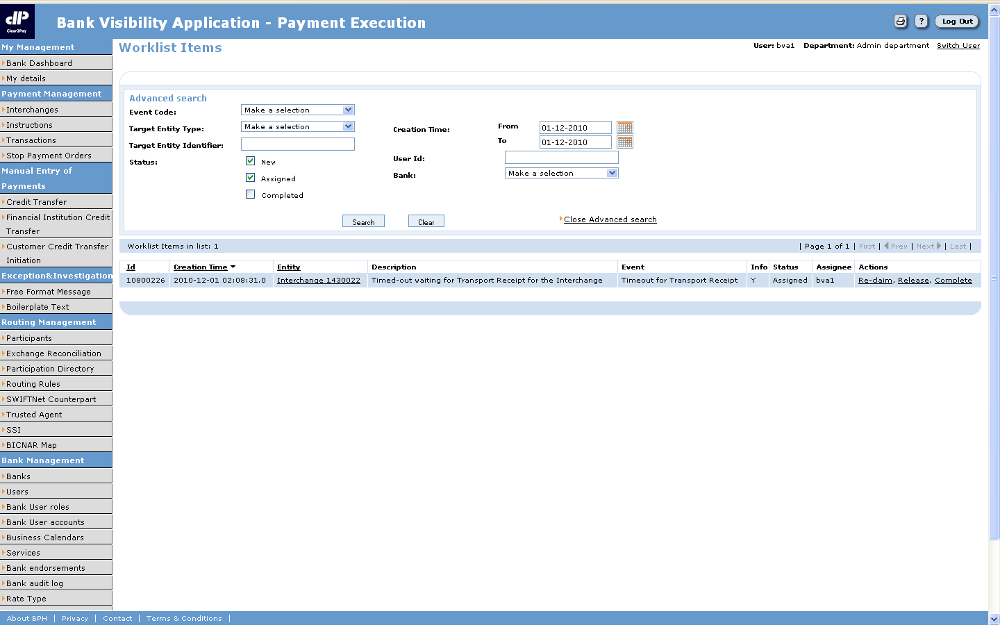 Clear2Pay
Bank Visibility Application - Payment Execution
? Log Out
Worklist Items
User: bva1 Department: Admin department Switch User
My Management
Bank Dashboard
My details
Payment Management
Interchanges
Instructions
Transactions
Stop Payment Orders
Manual Entry of
Payments
Credit Transfer
Financial Institution Credit
Transfer
Customer Credit Transfer
Initiation
Exception&Investigation
Free Format Message
Boilerplate Text
Routing Management
Participants
Exchange Reconciliation
Participation Directory
Routing Rules
SWIFTNet Counterpart
Trusted Agent
SSI
BICNAR Map
Bank Management
Banks
Users
Bank User roles
Bank User accounts
Business Calendars
Services
Bank endorsements
Bank audit log
Rate Type
Advanced search
Event Code: Make a selection
Target Entity Type: Make a selection
Target Entity Identifier:
Status: New
Assigned
Completed
Creation Time: From 01-12-2010
To 01-12-2010
User Id:
Bank: Make a selection
Search Clear Close Advanced search
Worklist Items in list: 1 | Page 1 of 1 | First | Prev | Next | Last |
Id Creation Time Entity Description Event Info Status Assignee Actions
10800226 2010-12-01 02:08:31.0 Interchange 1430022 Timed-out waiting for Transport Receipt for the Interchange Timeout for Transport Receipt Y Assigned bva1 Re-claim, Release, Complete
About BPH | Privacy | Contact | Terms & Conditions |